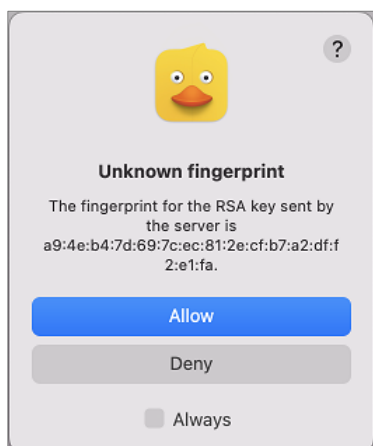 ?
Unknown fingerprint
The fingerprint for the RSA key sent by
the server is
a9:4e:b4:7d:69:7c:ec:81:2e:cf:b7:a2:df:f
2:e1:fa.
Allow
Deny
Always